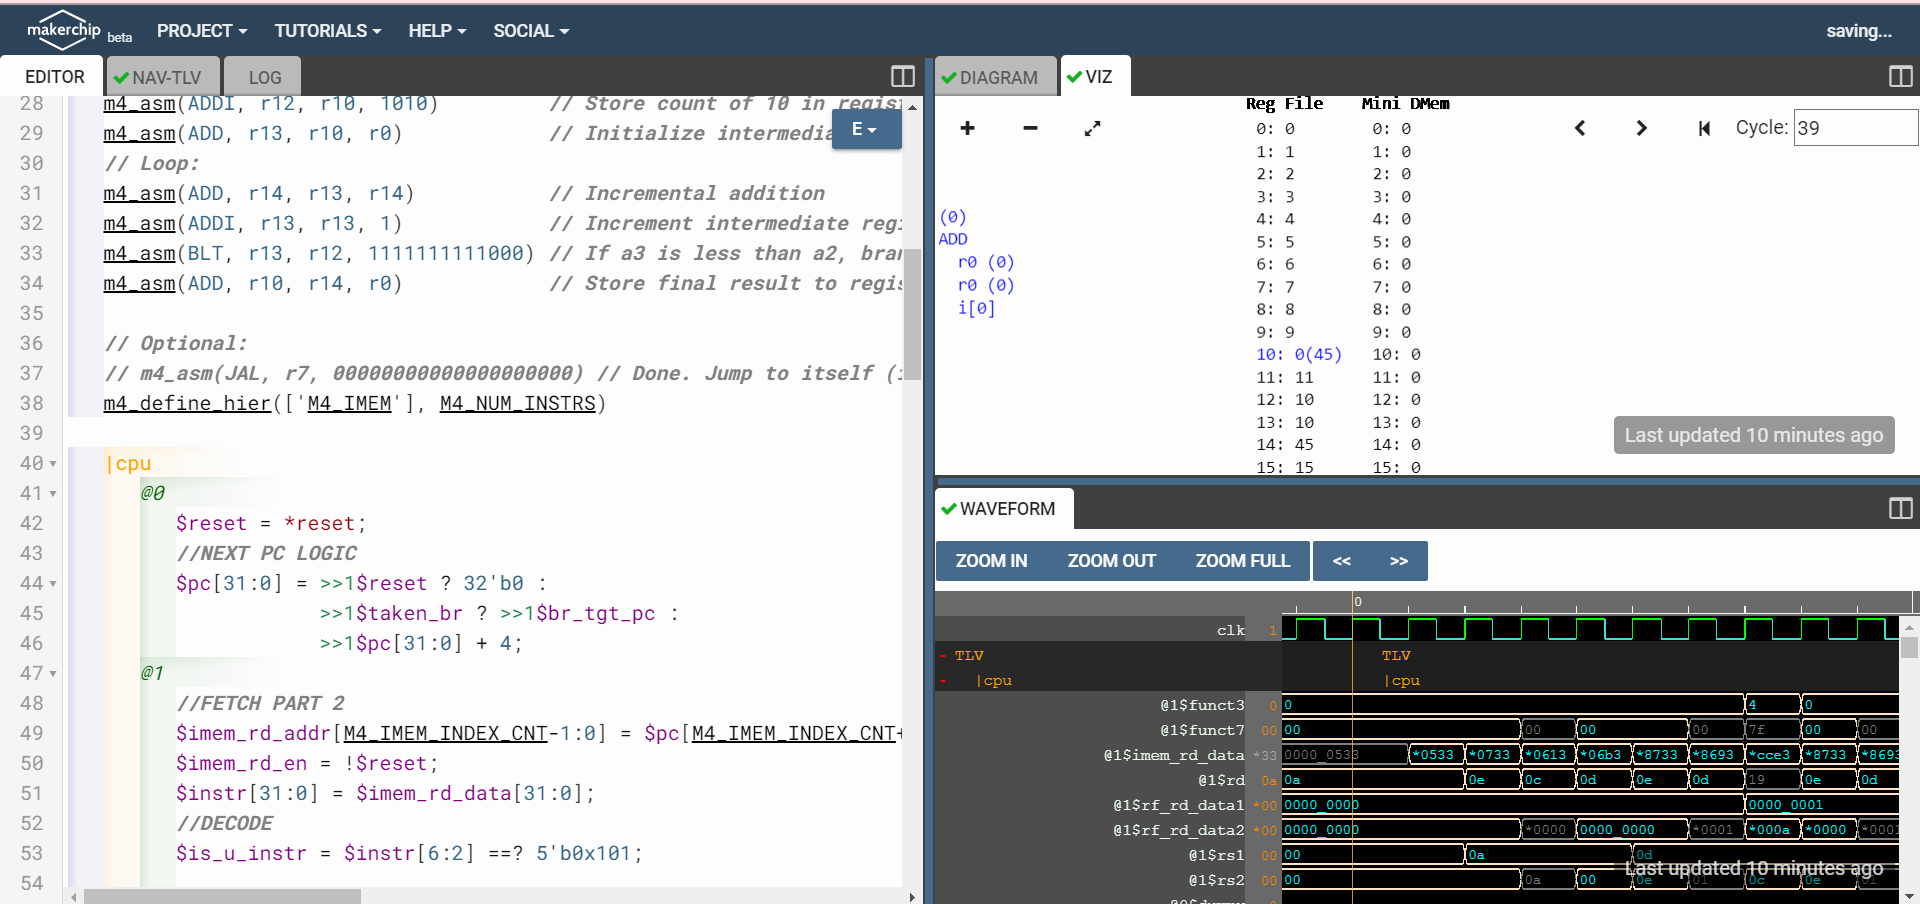 makerchip beta PROJECT TUTORIALS HELP SOCIAL saving...
EDITOR NAV-TLV LOG
28 m4_asm(ADDI, r12, r10, 1010) // Store count of 10 in regist
29 m4_asm(ADD, r13, r10, r0) // Initialize intermedia
E
30 // Loop:
31 m4_asm(ADD, r14, r13, r14) // Incremental addition
32 m4_asm(ADDI, r13, r13, 1) // Increment intermediate regi
33 m4_asm(BLT, r13, r12, 1111111111000) // If a3 is less than a2, bran
34 m4_asm(ADD, r10, r14, r0) // Store final result to regis
35
36 // Optional:
37 // m4_asm(JAL, r7, 00000000000000000000) // Done. Jump to itself (i
38 m4_define_hier(['M4_IMEM'], M4_NUM_INSTRS)
39
40 |cpu
41 @0
42 $reset = *reset;
43 //NEXT PC LOGIC
44 $pc[31:0] = >>1$reset ? 32'b0 :
45 >>1$taken_br ? >>1$br_tgt_pc :
46 >>1$pc[31:0] + 4;
47 @1
48 //FETCH PART 2
49 $imem_rd_addr[M4_IMEM_INDEX_CNT-1:0] = $pc[M4_IMEM_INDEX_CNT+
50 $imem_rd_en = !$reset;
51 $instr[31:0] = $imem_rd_data[31:0];
52 //DECODE
53 $is_u_instr = $instr[6:2] ==? 5'b0x101;
54
DIAGRAM VIZ
Cycle: 39
(0)
ADD
r0 (0)
r0 (0)
i[0]
Reg File Mini DMem
0: 0 0: 0
1: 1 1: 0
2: 2 2: 0
3: 3 3: 0
4: 4 4: 0
5: 5 5: 0
6: 6 6: 0
7: 7 7: 0
8: 8 8: 0
9: 9 9: 0
10: 0(45) 10: 0
11: 11 11: 0
12: 10 12: 0
13: 10 13: 0
14: 45 14: 0
15: 15 15: 0
Last updated 10 minutes ago
WAVEFORM
ZOOM IN ZOOM OUT ZOOM FULL << >>
0
clk 1
- TLV TLV
- |cpu |cpu
@1$funct3 0 0 4 0
@1$funct7 00 00 00 00 00 7f 00 00
@1$imem_rd_data *33 0000_0533 *0533 *0733 *0613 *06b3 *8733 *8693 *cce3 *8733 *8693
@1$rd 0a 0a 0e 0c 0d 0e 0d 19 0e 0d
@1$rf_rd_data1 *00 0000_0000 0000_0001
@1$rf_rd_data2 *00 0000_0000 *0000 0000_0000 *0001 *000a *0000 *0001
@1$rs1 00 00 0a 0d
@1$rs2 00 00 0a 00 0e 01 0c 0e 01
Last updated 10 minutes ago